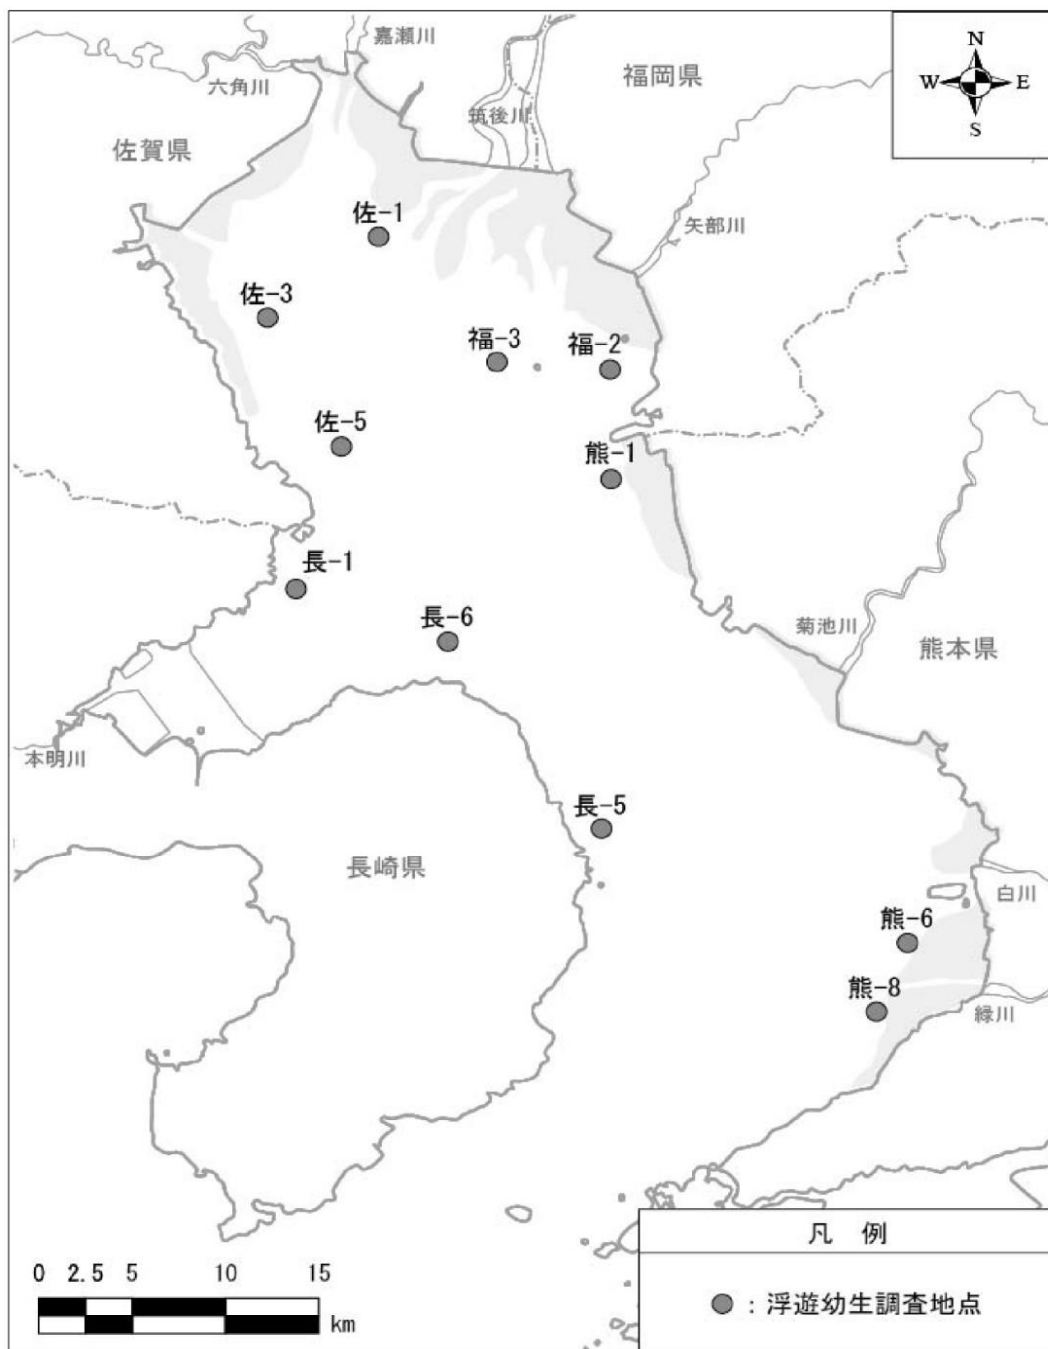 嘉瀬川
N
六角川
福岡県
W
E
筑後川
S
佐賀県
佐-1
矢部川
佐-3
福-3
福-2
佐-5
熊-1
長-1
長-6
菊池川
熊本県
本明川
長-5
長崎県
白川
熊-6
熊-8
緑川
凡 例
0 2.5 5 10 15
●：浮遊幼生調査地点
km